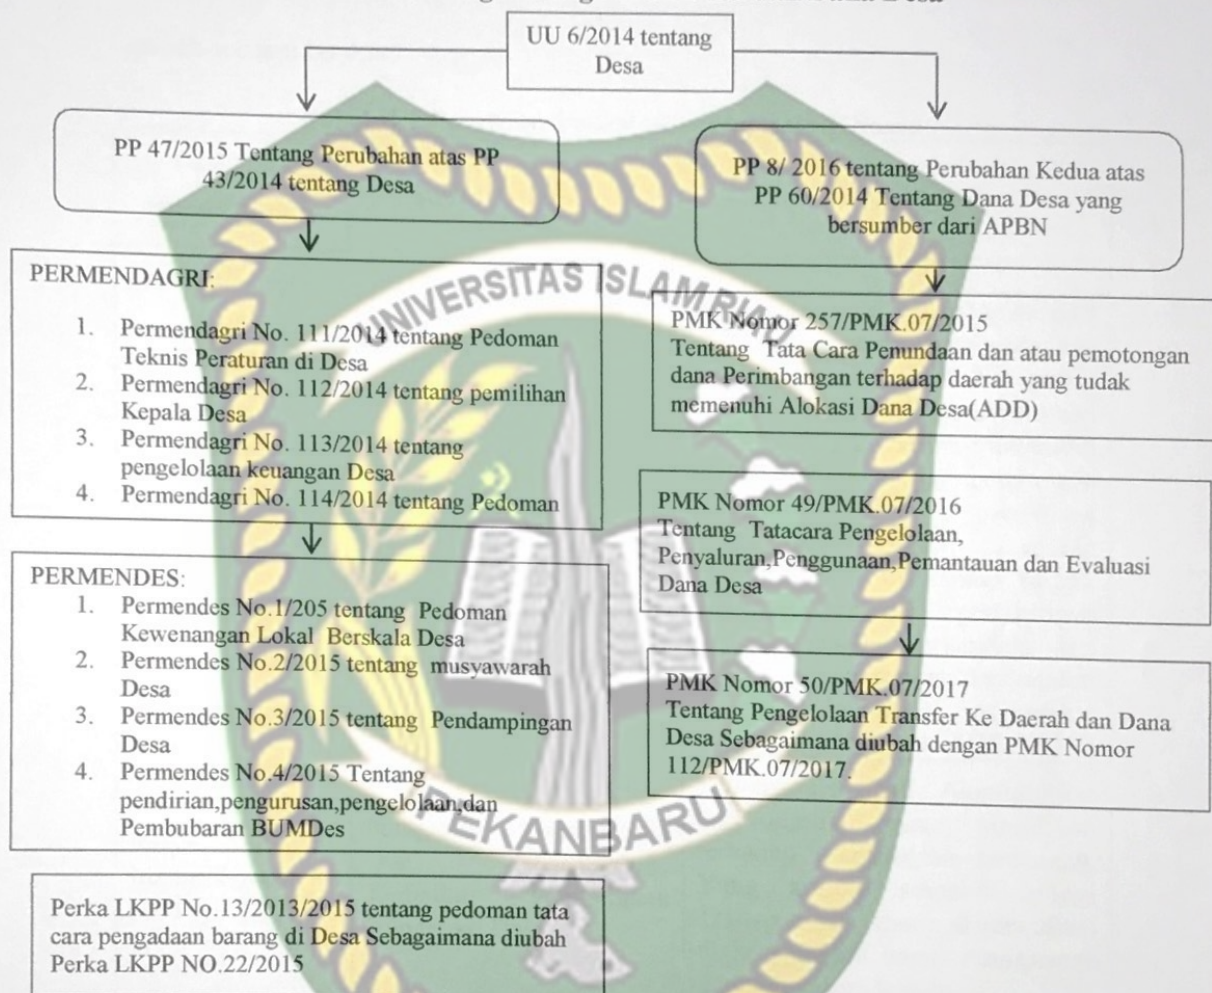 Desa
UU 6/2014 tentang
Desa
PP 47/2015 Tentang Perubahan atas PP
43/2014 tentang Desa
PP 8/ 2016 tentang Perubahan Kedua atas
PP 60/2014 Tentang Dana Desa yang
bersumber dari APBN
PERMENDAGRI:
1. Permendagri No. 111/2014 tentang Pedoman
Teknis Peraturan di Desa
2. Permendagri No. 112/2014 tentang pemilihan
Kepala Desa
3. Permendagri No. 113/2014 tentang
pengelolaan keuangan Desa
4. Permendagri No. 114/2014 tentang Pedoman
PMK Nomor 257/PMK.07/2015
Tentang Tata Cara Penundaan dan atau pemotongan
dana Perimbangan terhadap daerah yang tudak
memenuhi Alokasi Dana Desa(ADD)
PMK Nomor 49/PMK.07/2016
Tentang Tatacara Pengelolaan,
Penyaluran,Penggunaan,Pemantauan dan Evaluasi
Dana Desa
PERMENDES:
1. Permendes No.1/205 tentang Pedoman
Kewenangan Lokal Berskala Desa
2. Permendes No.2/2015 tentang musyawarah
Desa
3. Permendes No.3/2015 tentang Pendampingan
Desa
4. Permendes No.4/2015 Tentang
pendirian,pengurusan,pengelolaan,dan
Pembubaran BUMDes
PMK Nomor 50/PMK.07/2017
Tentang Pengelolaan Transfer Ke Daerah dan Dana
Desa Sebagaimana diubah dengan PMK Nomor
112/PMK.07/2017.
Perka LKPP No.13/2013/2015 tentang pedoman tata
cara pengadaan barang di Desa Sebagaimana diubah
Perka LKPP NO.22/2015
UNIVERSITAS ISLAM RIAU
PEKANBARU